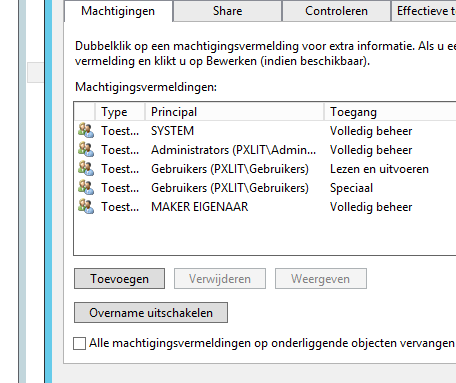 Machtigingen Share Controleren Effectieve t
Dubbelklik op een machtigingsvermelding voor extra informatie. Als u ee
vermelding en klikt u op Bewerken (indien beschikbaar).
Machtigingsvermeldingen:
Type Principal Toegang
Toest... SYSTEM Volledig beheer
Toest... Administrators (PXLIT\Admin... Volledig beheer
Toest... Gebruikers (PXLIT\Gebruikers) Lezen en uitvoeren
Toest... Gebruikers (PXLIT\Gebruikers) Speciaal
Toest... MAKER EIGENAAR Volledig beheer
Toevoegen Verwijderen Weergeven
Overname uitschakelen
Alle machtigingsvermeldingen op onderliggende objecten vervangen